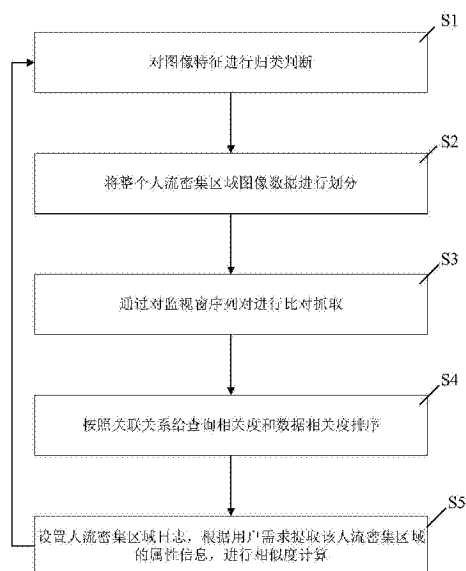 S1
对图像特征进行归类判断
S2
将整个人流密集区域图像数据进行划分
S3
通过对监视窗序列对进行比对抓取
S4
按照关联关系给查询相关度和数据相关度排序
S5
设置人流密集区域日志，根据用户需求提取该人流密集区域
的属性信息，进行相似度计算